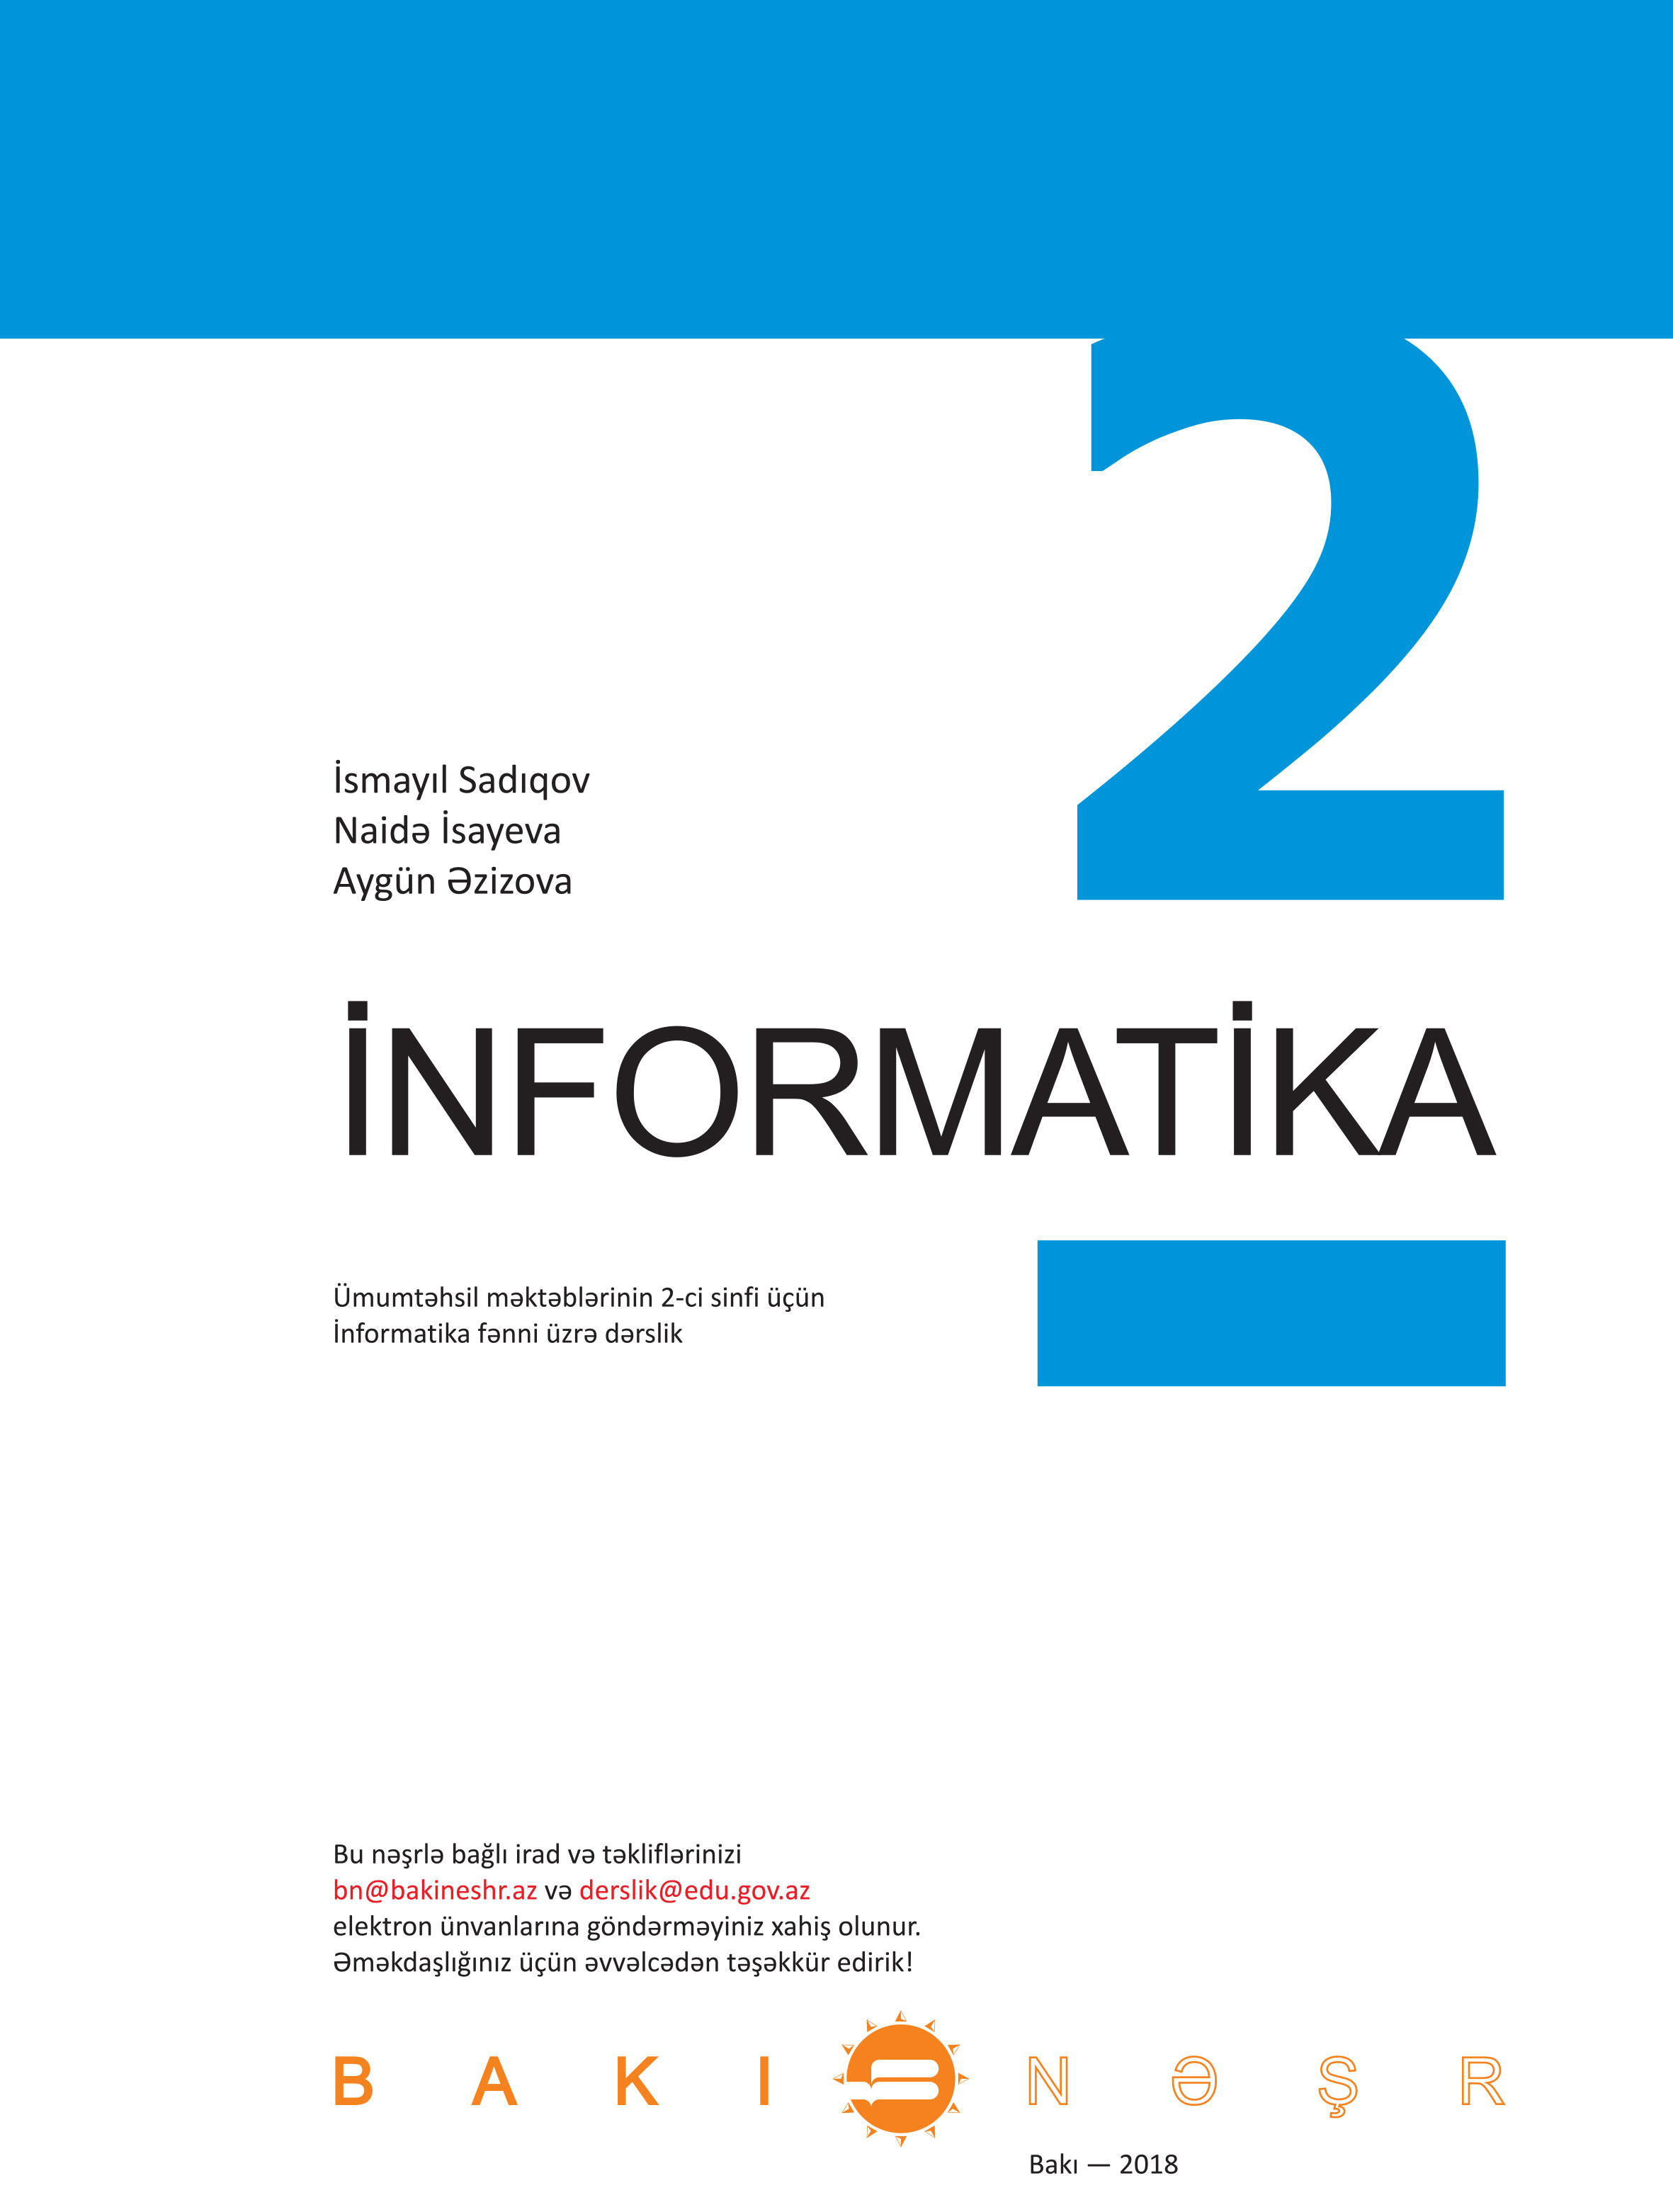 2
İsmayıl Sadıqov
Naidə İsayeva
Aygün Əzizova
İNFORMATİKA
Ümumtəhsil məktəblərinin 2-ci sinfi üçün
İnformatika fənni üzrə dərslik
Bu nəşrlə bağlı irad və təkliflərinizi
bn@bakineshr.az və derslik@edu.gov.az
elektron ünvanlarına göndərməyiniz xahiş olunur.
Əməkdaşlığınız üçün əvvəlcədən təşəkkür edirik!
BAKI NƏŞR
Bakı — 2018